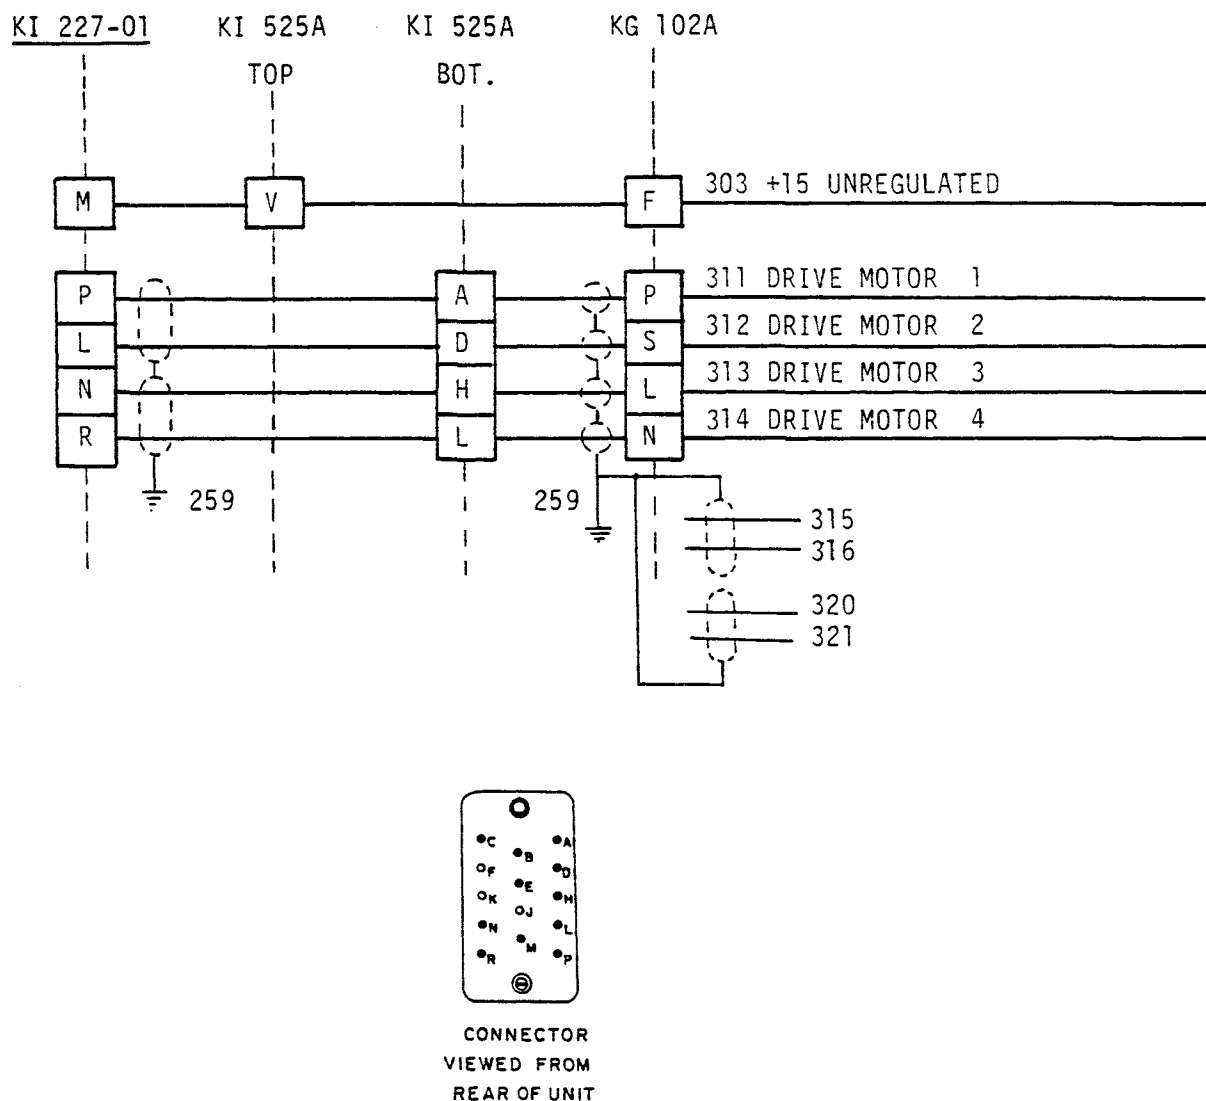 KI 227-01 KI 525A KI 525A KG 102A
TOP BOT.
M V F 303 +15 UNREGULATED
P A P 311 DRIVE MOTOR 1
L D S 312 DRIVE MOTOR 2
N H L 313 DRIVE MOTOR 3
R L N 314 DRIVE MOTOR 4
259 259
315
316
320
321
C B A
F E D
K J H
N M L
R P
CONNECTOR
VIEWED FROM
REAR OF UNIT